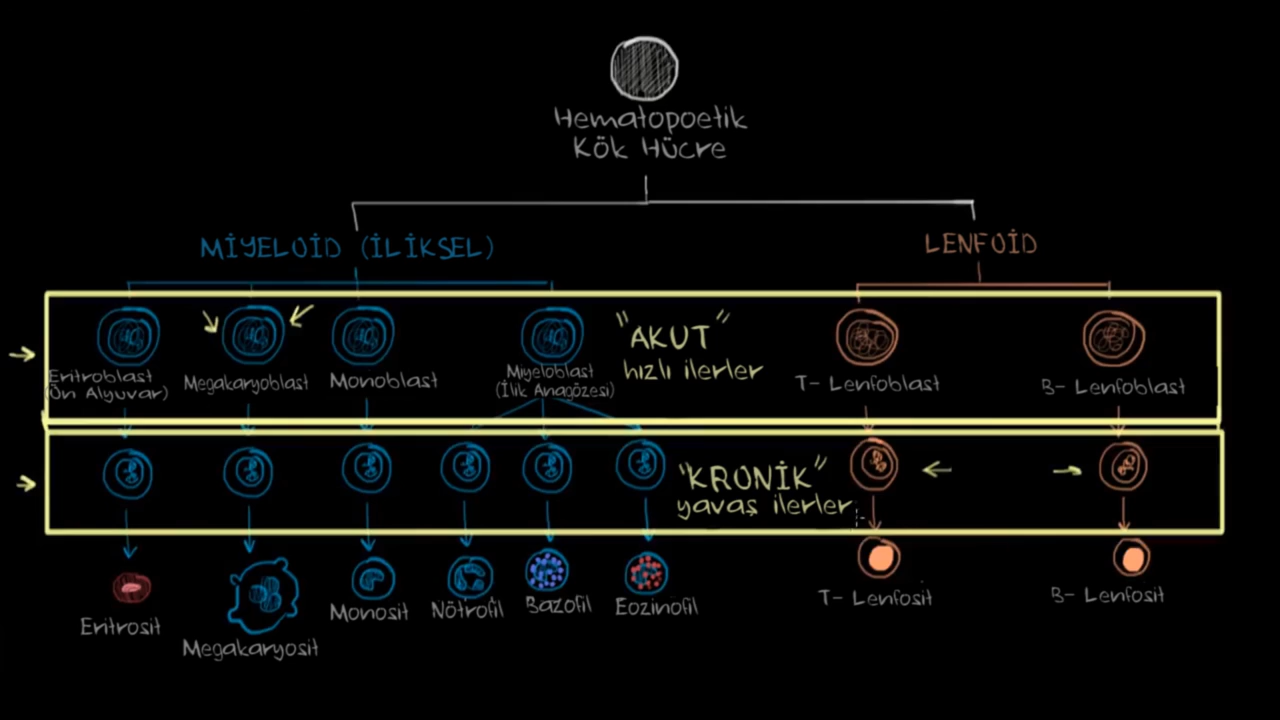 Hematopoetik
Kök Hücre
MİYELOİD (İLİKSEL)
LENFOİD
Eritroblast
(Ön Alyuvar)
Megakaryoblast
Monoblast
Miyeloblast
(İlik Anagözesi)
"AKUT"
hızlı ilerler
T- Lenfoblast
B- Lenfoblast
"KRONİK"
yavaş ilerler
Eritrosit
Megakaryosit
Monosit
Nötrofil
Bazofil
Eozinofil
T- Lenfosit
B- Lenfosit